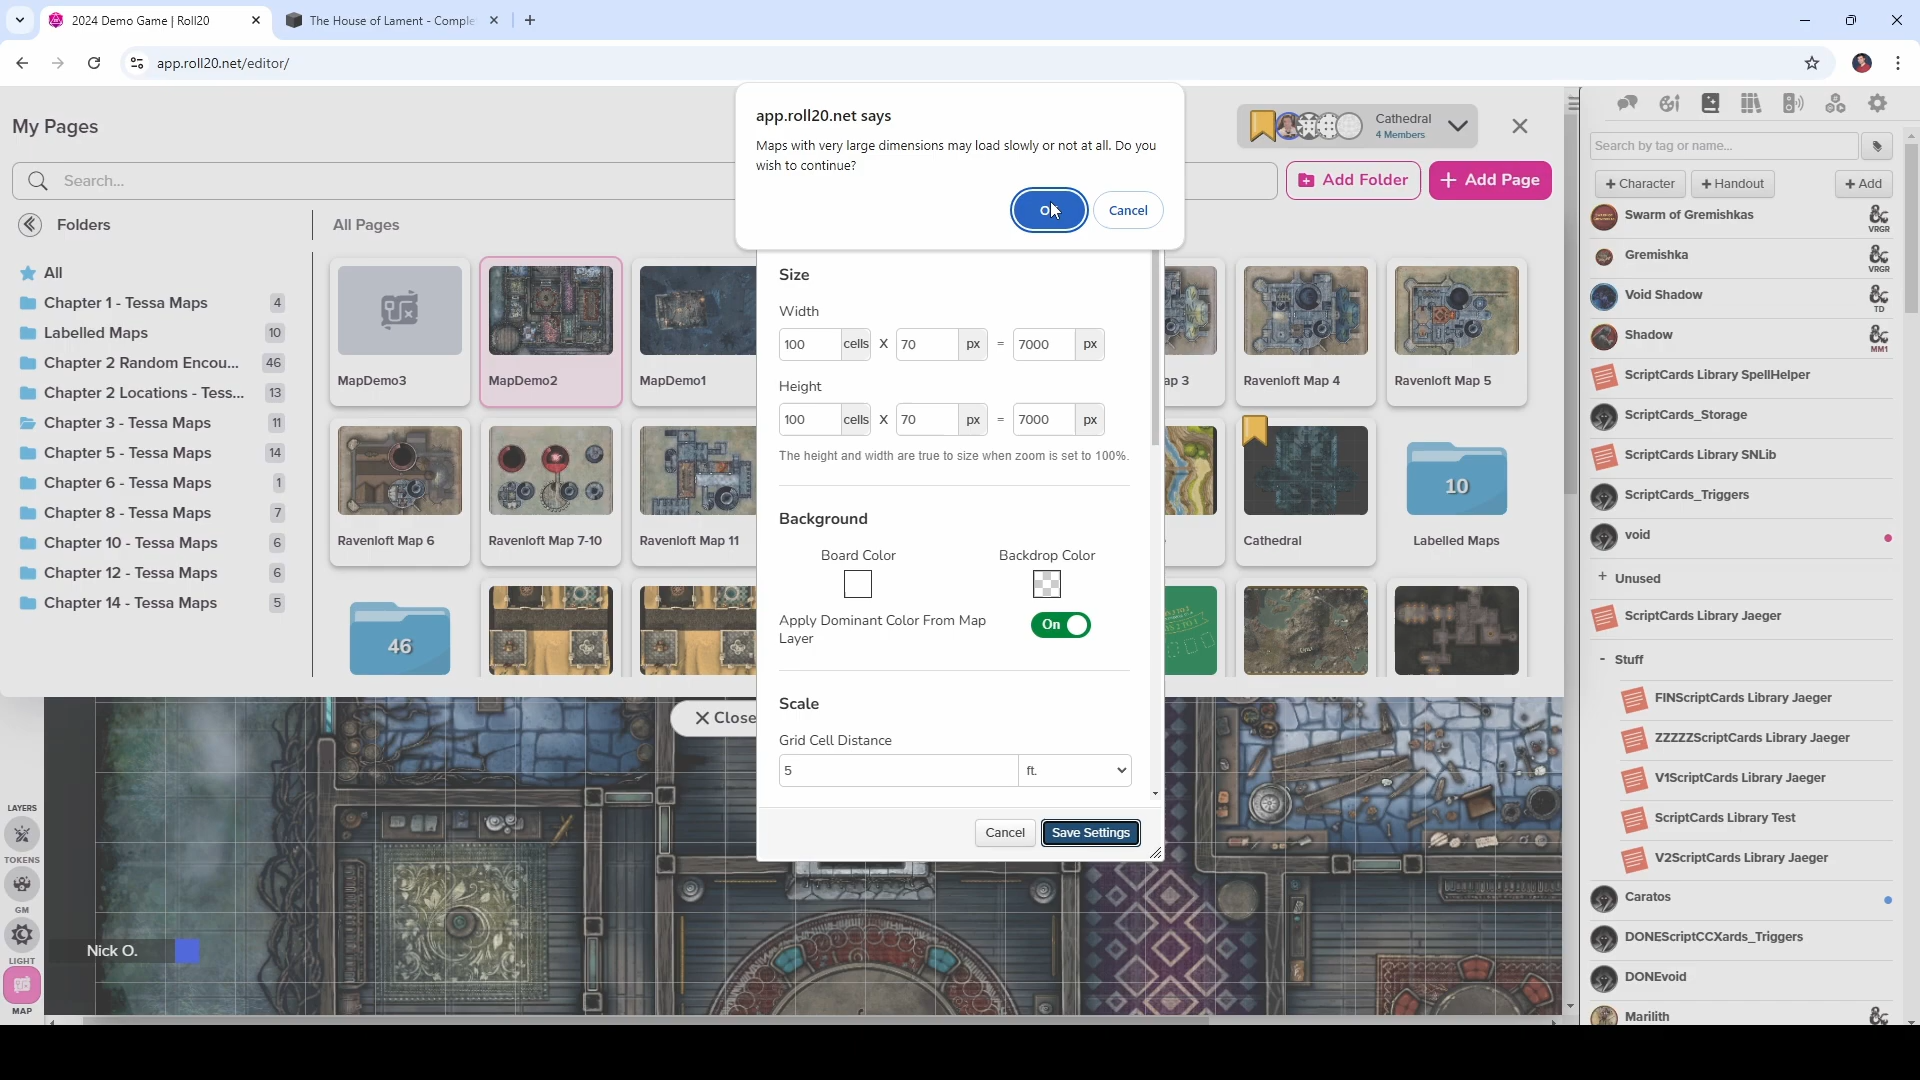 2024 Demo Game | Roll20
The House of Lament - Comple
app.roll20.net/editor/
My Pages
Search...
Folders
All Pages
All
Chapter 1 - Tessa Maps 4
Labelled Maps 10
Chapter 2 Random Encou... 46
Chapter 2 Locations - Tess... 13
Chapter 3 - Tessa Maps 11
Chapter 5 - Tessa Maps 14
Chapter 6 - Tessa Maps 1
Chapter 8 - Tessa Maps 7
Chapter 10 - Tessa Maps 6
Chapter 12 - Tessa Maps 6
Chapter 14 - Tessa Maps 5
MapDemo3
MapDemo2
MapDemo1
ap 3
Ravenloft Map 4
Ravenloft Map 5
Ravenloft Map 6
Ravenloft Map 7-10
Ravenloft Map 11
Cathedral
10
Labelled Maps
46
Close
app.roll20.net says
Maps with very large dimensions may load slowly or not at all. Do you
wish to continue?
Cancel
Size
Width
100 cells X 70 px = 7000 px
Height
100 cells X 70 px = 7000 px
The height and width are true to size when zoom is set to 100%.
Background
Board Color
Backdrop Color
Apply Dominant Color From Map
Layer
On
Scale
Grid Cell Distance
5
ft.
Cancel
Save Settings
Cathedral
4 Members
Add Folder
+ Add Page
Search by tag or name...
+ Character
+ Handout
+ Add
Swarm of Gremishkas
VRGR
Gremishka
VRGR
Void Shadow
TD
Shadow
MM1
ScriptCards Library SpellHelper
ScriptCards_Storage
ScriptCards Library SNLib
ScriptCards_Triggers
void
+ Unused
ScriptCards Library Jaeger
- Stuff
FINScriptCards Library Jaeger
ZZZZZScriptCards Library Jaeger
V1ScriptCards Library Jaeger
ScriptCards Library Test
V2ScriptCards Library Jaeger
Caratos
DONEScriptCCXards_Triggers
DONEvoid
Marilith
LAYERS
TOKENS
GM
LIGHT
MAP
Nick O.